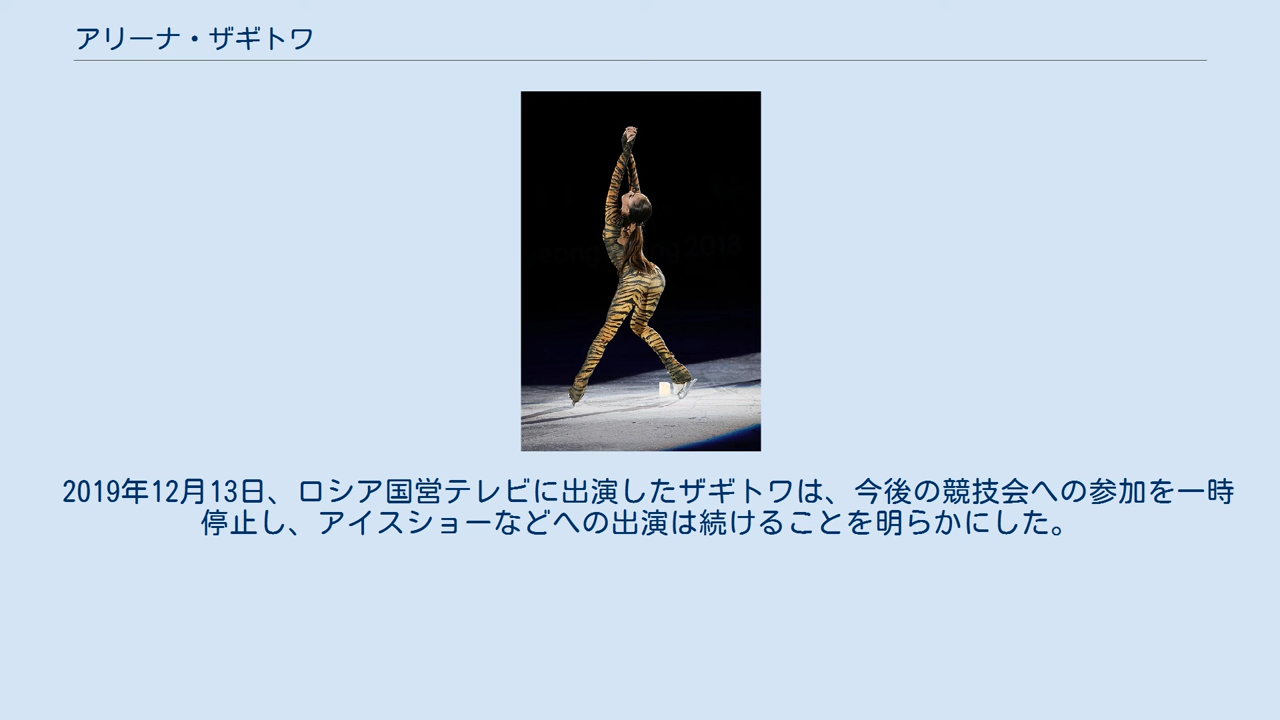 アリーナ・ザギトワ
2018
2019年12月13日、ロシア国営テレビに出演したザギトワは、今後の競技会への参加を一時
停止し、アイスショーなどへの出演は続けることを明らかにした。